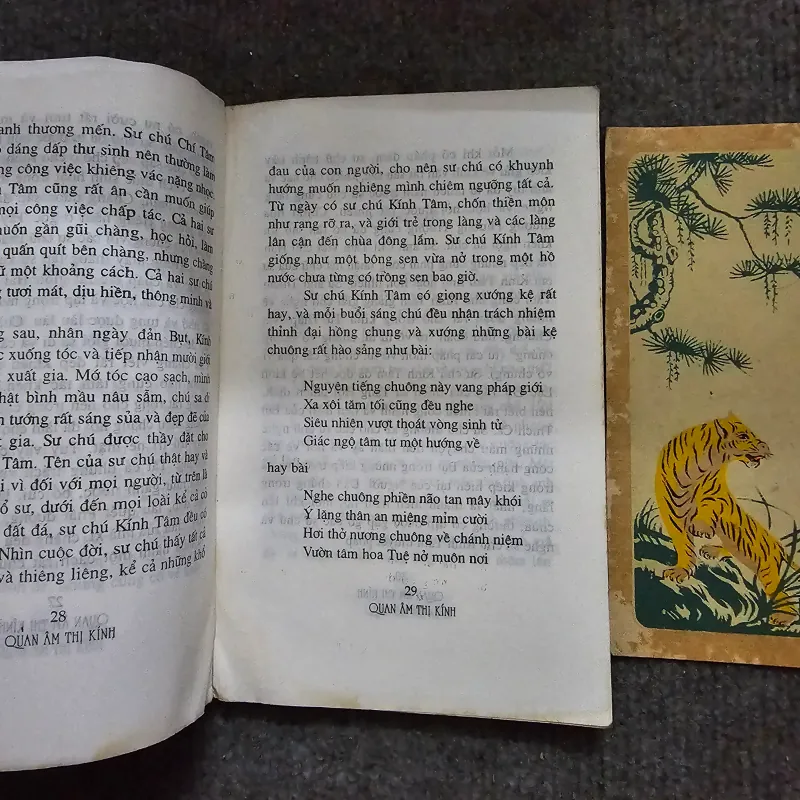 anh thương mến. Sư chú Chí Tâm
dáng dấp thư sinh nên thường làm
ng công việc khiêng, vác nặng nhọc.
Tâm cũng rất ân cần muốn giúp
mọi công việc chấp tác. Cả hai sư
muốn gần gũi chàng, học hỏi, làm
quấn quít bên chàng, nhưng chàng
ữ một khoảng cách. Cả hai sư chú
g tươi mát, dịu hiền, thông minh và
g sau, nhân ngày đản Bụt, Kính
c xuống tóc và tiếp nhận mười giới
xuất gia. Mớ tóc cạo sạch, mình
hật bình mầu nâu sẫm, chú sa di
n tướng rất sáng sủa và đẹp đẽ của
t gia. Sư chú được thầy đặt cho
Tâm. Tên của sư chú thật hay và
i vì đối với mọi người, từ trên là
ổ sư, dưới đến mọi loài kể cả cỏ
đất đá, sư chú Kính Tâm đều có
Nhìn cuộc đời, sư chú thấy tất cả
và thiêng liêng, kể cả những khổ
28
QUAN ÂM THỊ KÍNH
đau của con người, cho nên sư chú có khuynh
hướng muốn nghiêng mình chiêm ngưỡng tất cả.
Từ ngày có sư chú Kính Tâm, chốn thiền môn
như rạng rỡ ra, và giới trẻ trong làng và các làng
lân cận đến chùa đông lắm. Sư chú Kính Tâm
giống như một bông sen vừa nở trong một hồ
nước chưa từng có trồng sen bao giờ.
Sư chú Kính Tâm có giọng xướng kệ rất
hay, và mỗi buổi sáng chú đều nhận trách nhiệm
thỉnh đại hồng chung và xướng những bài kệ
chuông rất hào sảng như bài:
Nguyện tiếng chuông này vang pháp giới
Xa xôi tăm tối cũng đều nghe
Siêu nhiên vượt thoát vòng sinh tử
Giác ngộ tâm tư một hướng về
hay bài
Nghe chuông phiền não tan mây khói
Ý lặng thân an miệng mỉm cười
Hơi thở nương chuông về chánh niệm
Vườn tâm hoa Tuệ nở muôn nơi
29
QUAN ÂM THỊ KÍNH